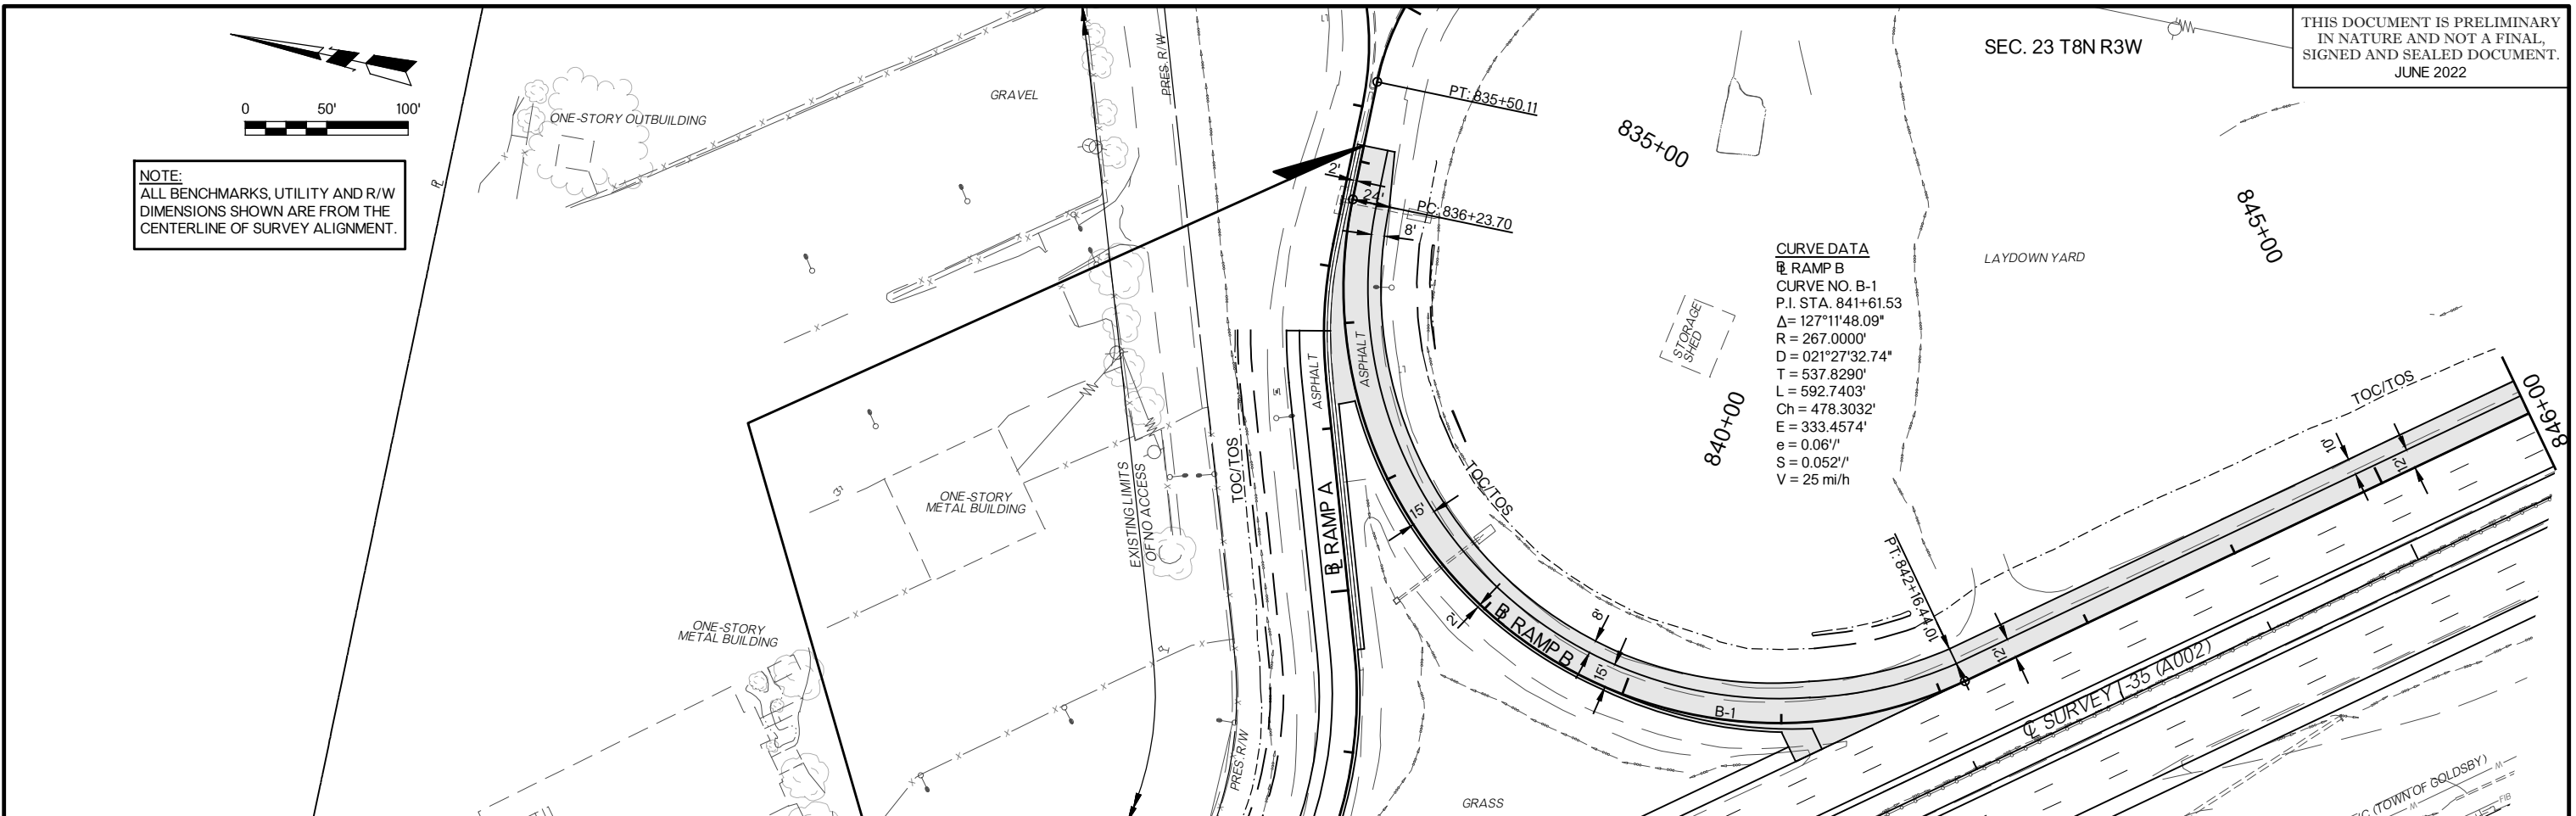 THIS DOCUMENT IS PRELIMINARY
IN NATURE AND NOT A FINAL,
SIGNED AND SEALED DOCUMENT.
JUNE 2022
SEC. 23 T8N R3W
0 50' 100'
NOTE:
ALL BENCHMARKS, UTILITY AND R/W
DIMENSIONS SHOWN ARE FROM THE
CENTERLINE OF SURVEY ALIGNMENT.
ONE-STORY OUTBUILDING
GRAVEL
PRES. R/W
PT: 835+50.11
835+00
2'
24'
PC: 836+23.70
8'
845+00
LAYDOWN YARD
CURVE DATA
B̵L RAMP B
CURVE NO. B-1
P.I. STA. 841+61.53
Δ= 127°11'48.09"
R = 267.0000'
D = 021°27'32.74"
T = 537.8290'
L = 592.7403'
Ch = 478.3032'
E = 333.4574'
e = 0.06'/'
S = 0.052'/'
V = 25 mi/h
STORAGE
SHED
840+00
ASPHALT
ASPHALT
TOC/TOS
TOC/TOS
TOC/TOS
846+00
10'
12'
ONE-STORY
METAL BUILDING
EXISTING LIMITS
OF NO ACCESS
BL RAMP A
15'
PT: 842+16.44
ONE-STORY
METAL BUILDING
2'
BL RAMP B
8'
15'
12'
B-1
CL SURVEY I-35 (A002)
PRES. R/W
GRASS
(TOWN OF GOLDSBY)
FIB